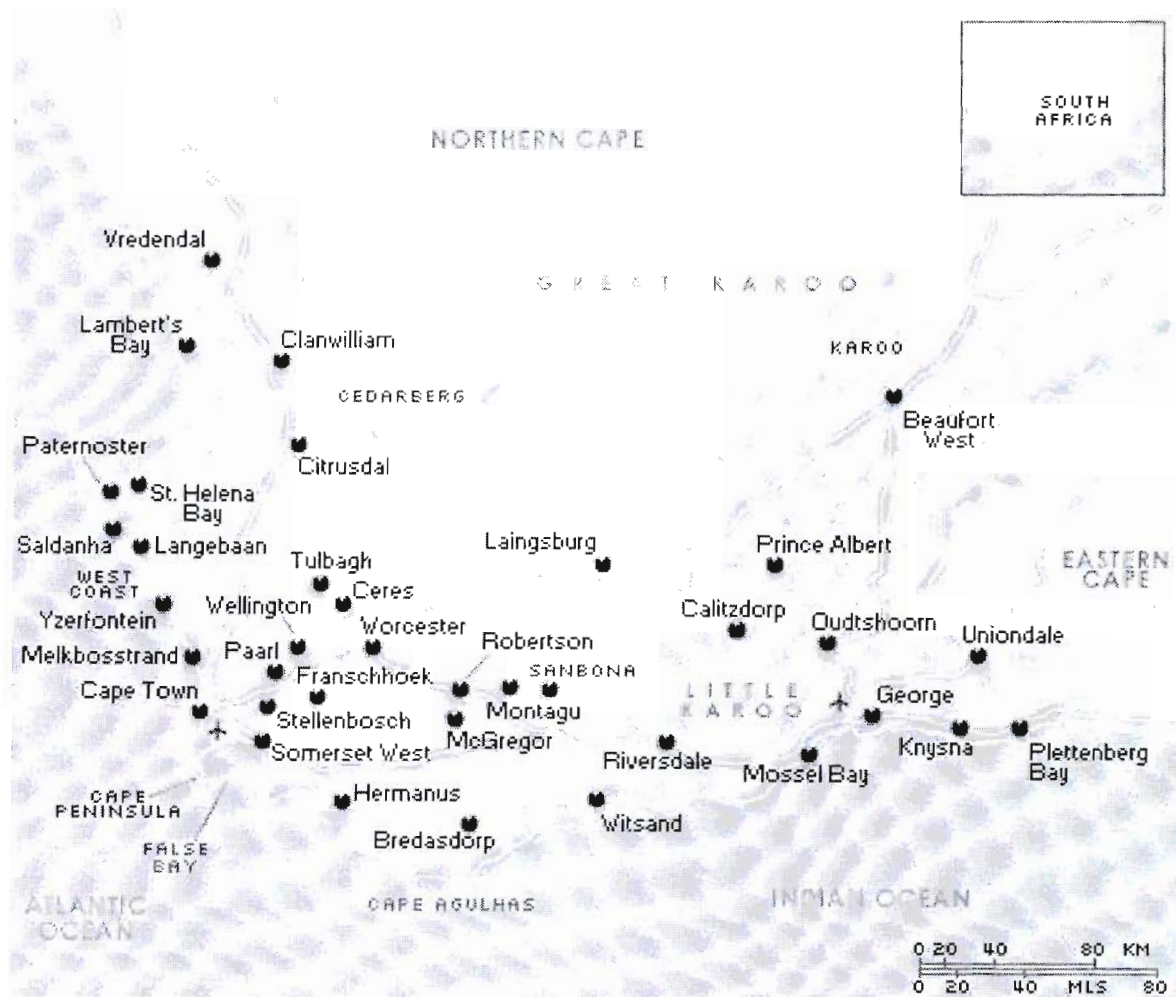 SOUTH
AFRICA
NORTHERN CAPE
Vredendal
GREAT KAROO
Lambert's
Bay
Clanwilliam
KAROO
CEDARBERG
Beaufort
West
Paternoster
Citrusdal
St. Helena
Bay
Saldanha
Langebaan
Laingsburg
Prince Albert
EASTERN
CAPE
Tulbagh
WEST
COAST
Ceres
Wellington
Calitzdorp
Yzerfontein
Worcester
Oudtshoorn
Robertson
Uniondale
Melkbosstrand
Paarl
Franschhoek
SANBONA
Cape Town
LITTLE
KAROO
George
Stellenbosch
Montagu
McGregor
Somerset West
Riversdale
Knysna
Plettenberg
Bay
Mossel Bay
CAPE
PENINSULA
Hermanus
Witsand
Bredasdorp
FALSE
BAY
ATLANTIC
OCEAN
CAPE AGULHAS
INDIAN OCEAN
0 20 40 80 KM
0 20 40 MLS 80